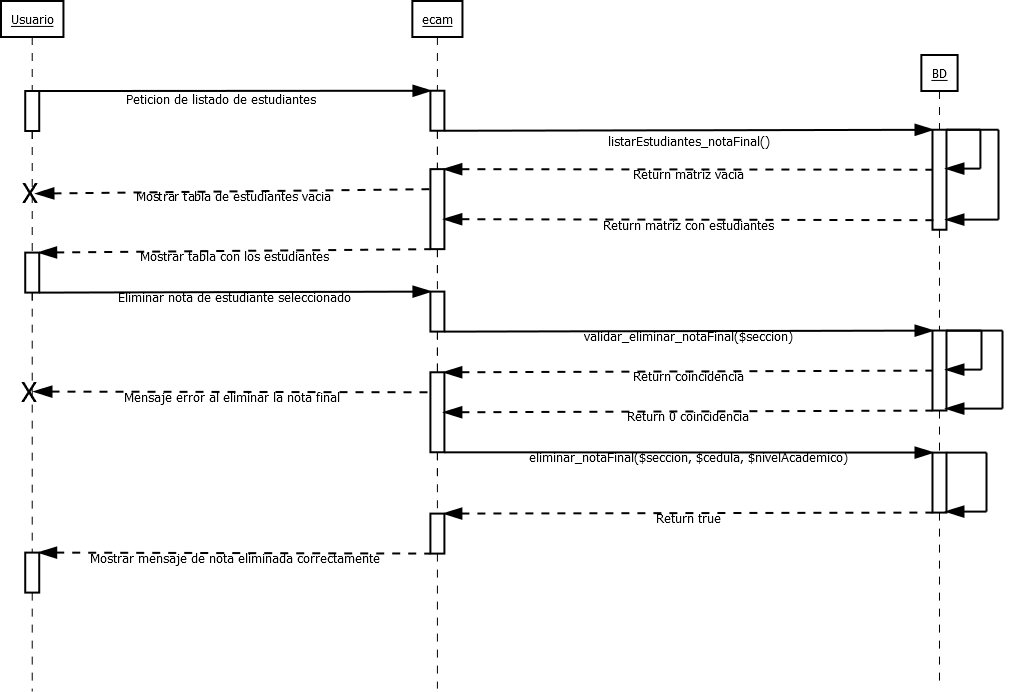 Usuario
ecam
BD
Peticion de listado de estudiantes
listarEstudiantes_notaFinal()
Return matriz vacia
X
Mostrar tabla de estudiantes vacia
Return matriz con estudiantes
Mostrar tabla con los estudiantes
Eliminar nota de estudiante seleccionado
validar_eliminar_notaFinal($seccion)
Return coincidencia
X
Mensaje error al eliminar la nota final
Return 0 coincidencia
eliminar_notaFinal($seccion, $cedula, $nivelAcademico)
Return true
Mostrar mensaje de nota eliminada correctamente